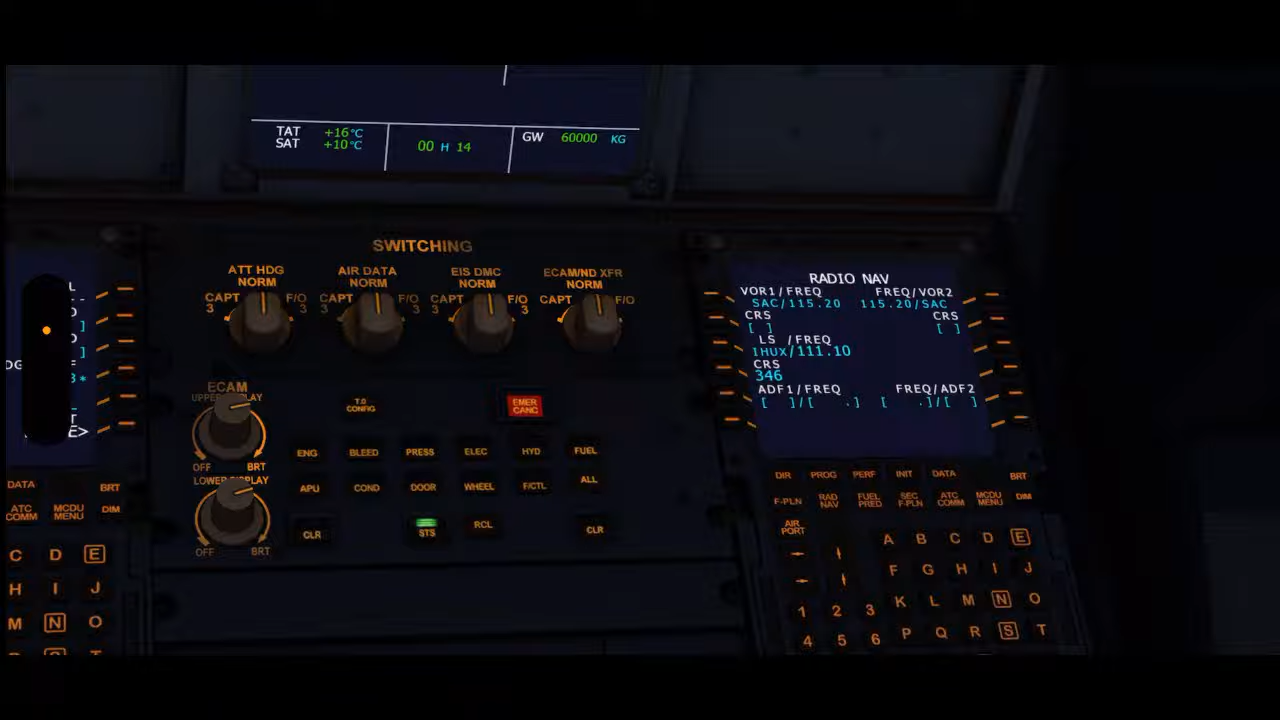 TAT +16 °C
SAT +10 °C
00 H 14
GW 60000 KG
SWITCHING
ATT HDG
NORM
CAPT 3
F/O 3
AIR DATA
NORM
CAPT 3
F/O 3
EIS DMC
NORM
CAPT 3
F/O 3
ECAM/ND XFR
NORM
CAPT
F/O
ECAM
UPPER DISPLAY
OFF BRT
LOWER DISPLAY
OFF BRT
T.O
CONFIG
EMER
CANC
ENG BLEED PRESS ELEC HYD FUEL
APU COND DOOR WHEEL F/CTL ALL
CLR STS RCL CLR
RADIO NAV
VOR1/FREQ FREQ/VOR2
SAC/115.20 115.20/SAC
CRS CRS
[ ] [ ]
LS /FREQ
IHUX/111.10
CRS
346
ADF1/FREQ FREQ/ADF2
[ ]/[ .] [ .]/[ ]
DIR PROG PERF INIT DATA BRT
F-PLN RAD NAV FUEL PRED SEC F-PLN ATC COMM MCDU MENU DIM
AIR PORT
A B C D E
F G H I J
K L M N O
P Q R S T
1 2 3
4 5 6
DATA BRT
ATC COMM MCDU MENU DIM
C D E
H I J
M N O
E>